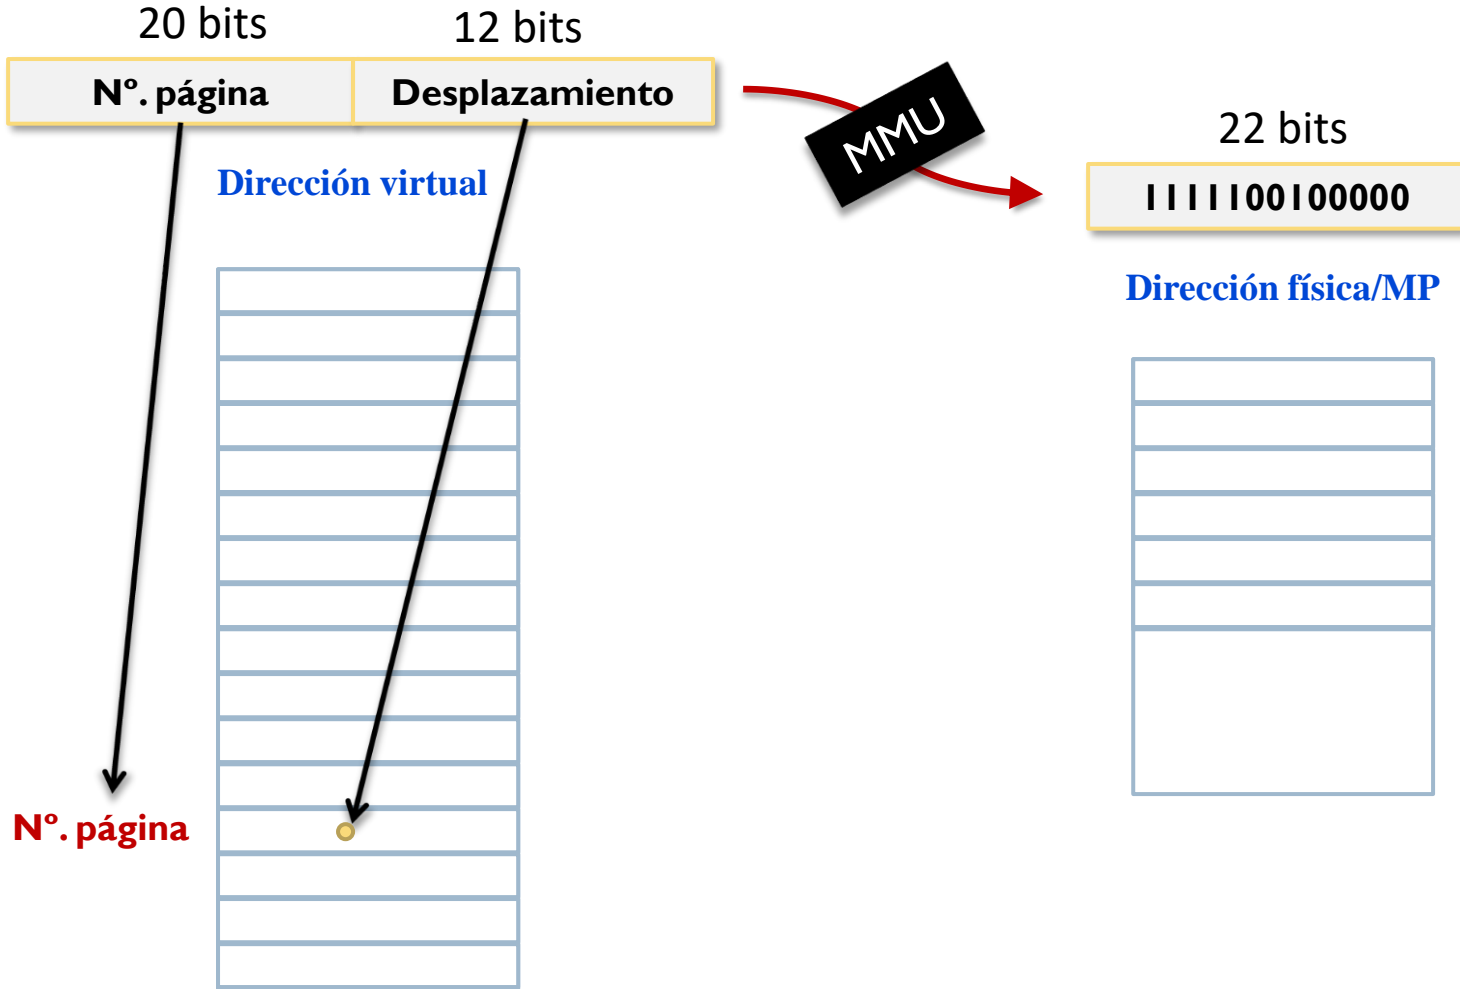 20 bits
12 bits
Nº. página
Desplazamiento
MMU
22 bits
Dirección virtual
1111100100000
Dirección física/MP
Nº. página